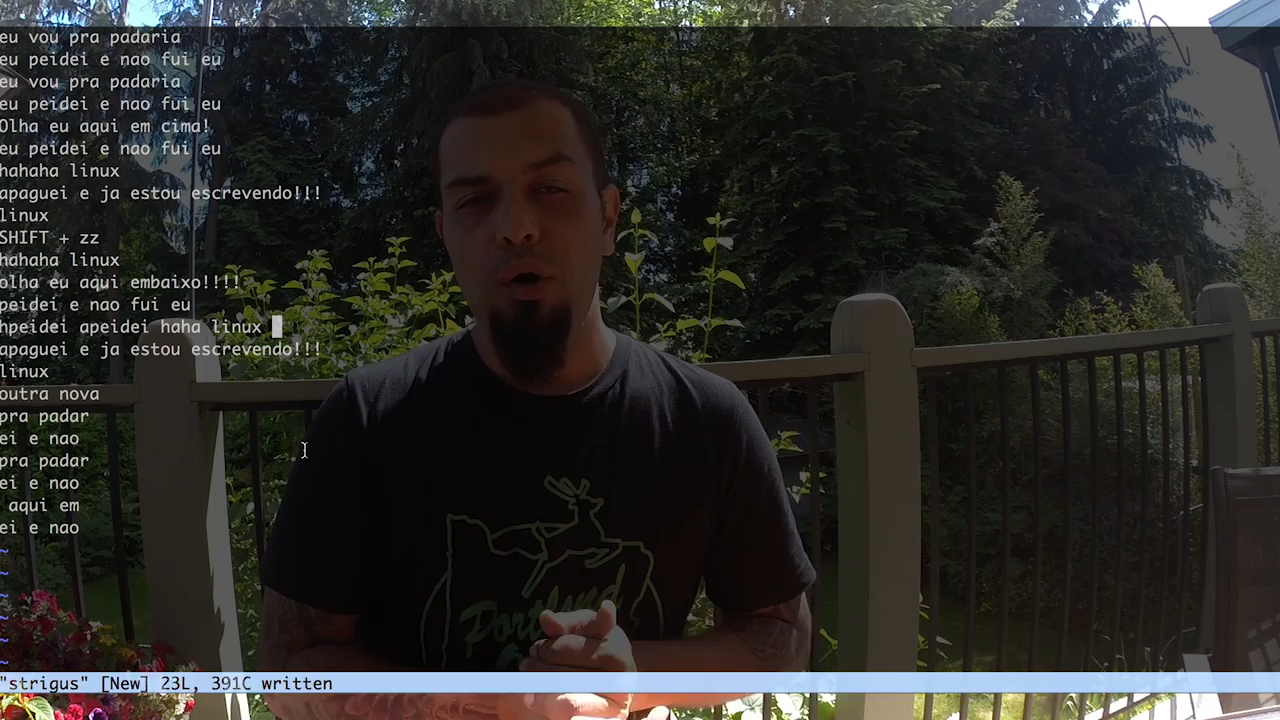 eu vou pra padaria
eu peidei e nao fui eu
eu vou pra padaria
eu peidei e nao fui eu
Olha eu aqui em cima!
eu peidei e nao fui eu
hahaha linux
apaguei e ja estou escrevendo!!!
linux
SHIFT + zz
hahaha linux
olha eu aqui embaixo!!!!
peidei e nao fui eu
hpeidei apeidei haha linux
apaguei e ja estou escrevendo!!!
linux
outra nova
pra padar
ei e nao
pra padar
ei e nao
 aqui em
ei e nao
~
~
~
~
~
~
"strigus" [New] 23L, 391C written
Portland